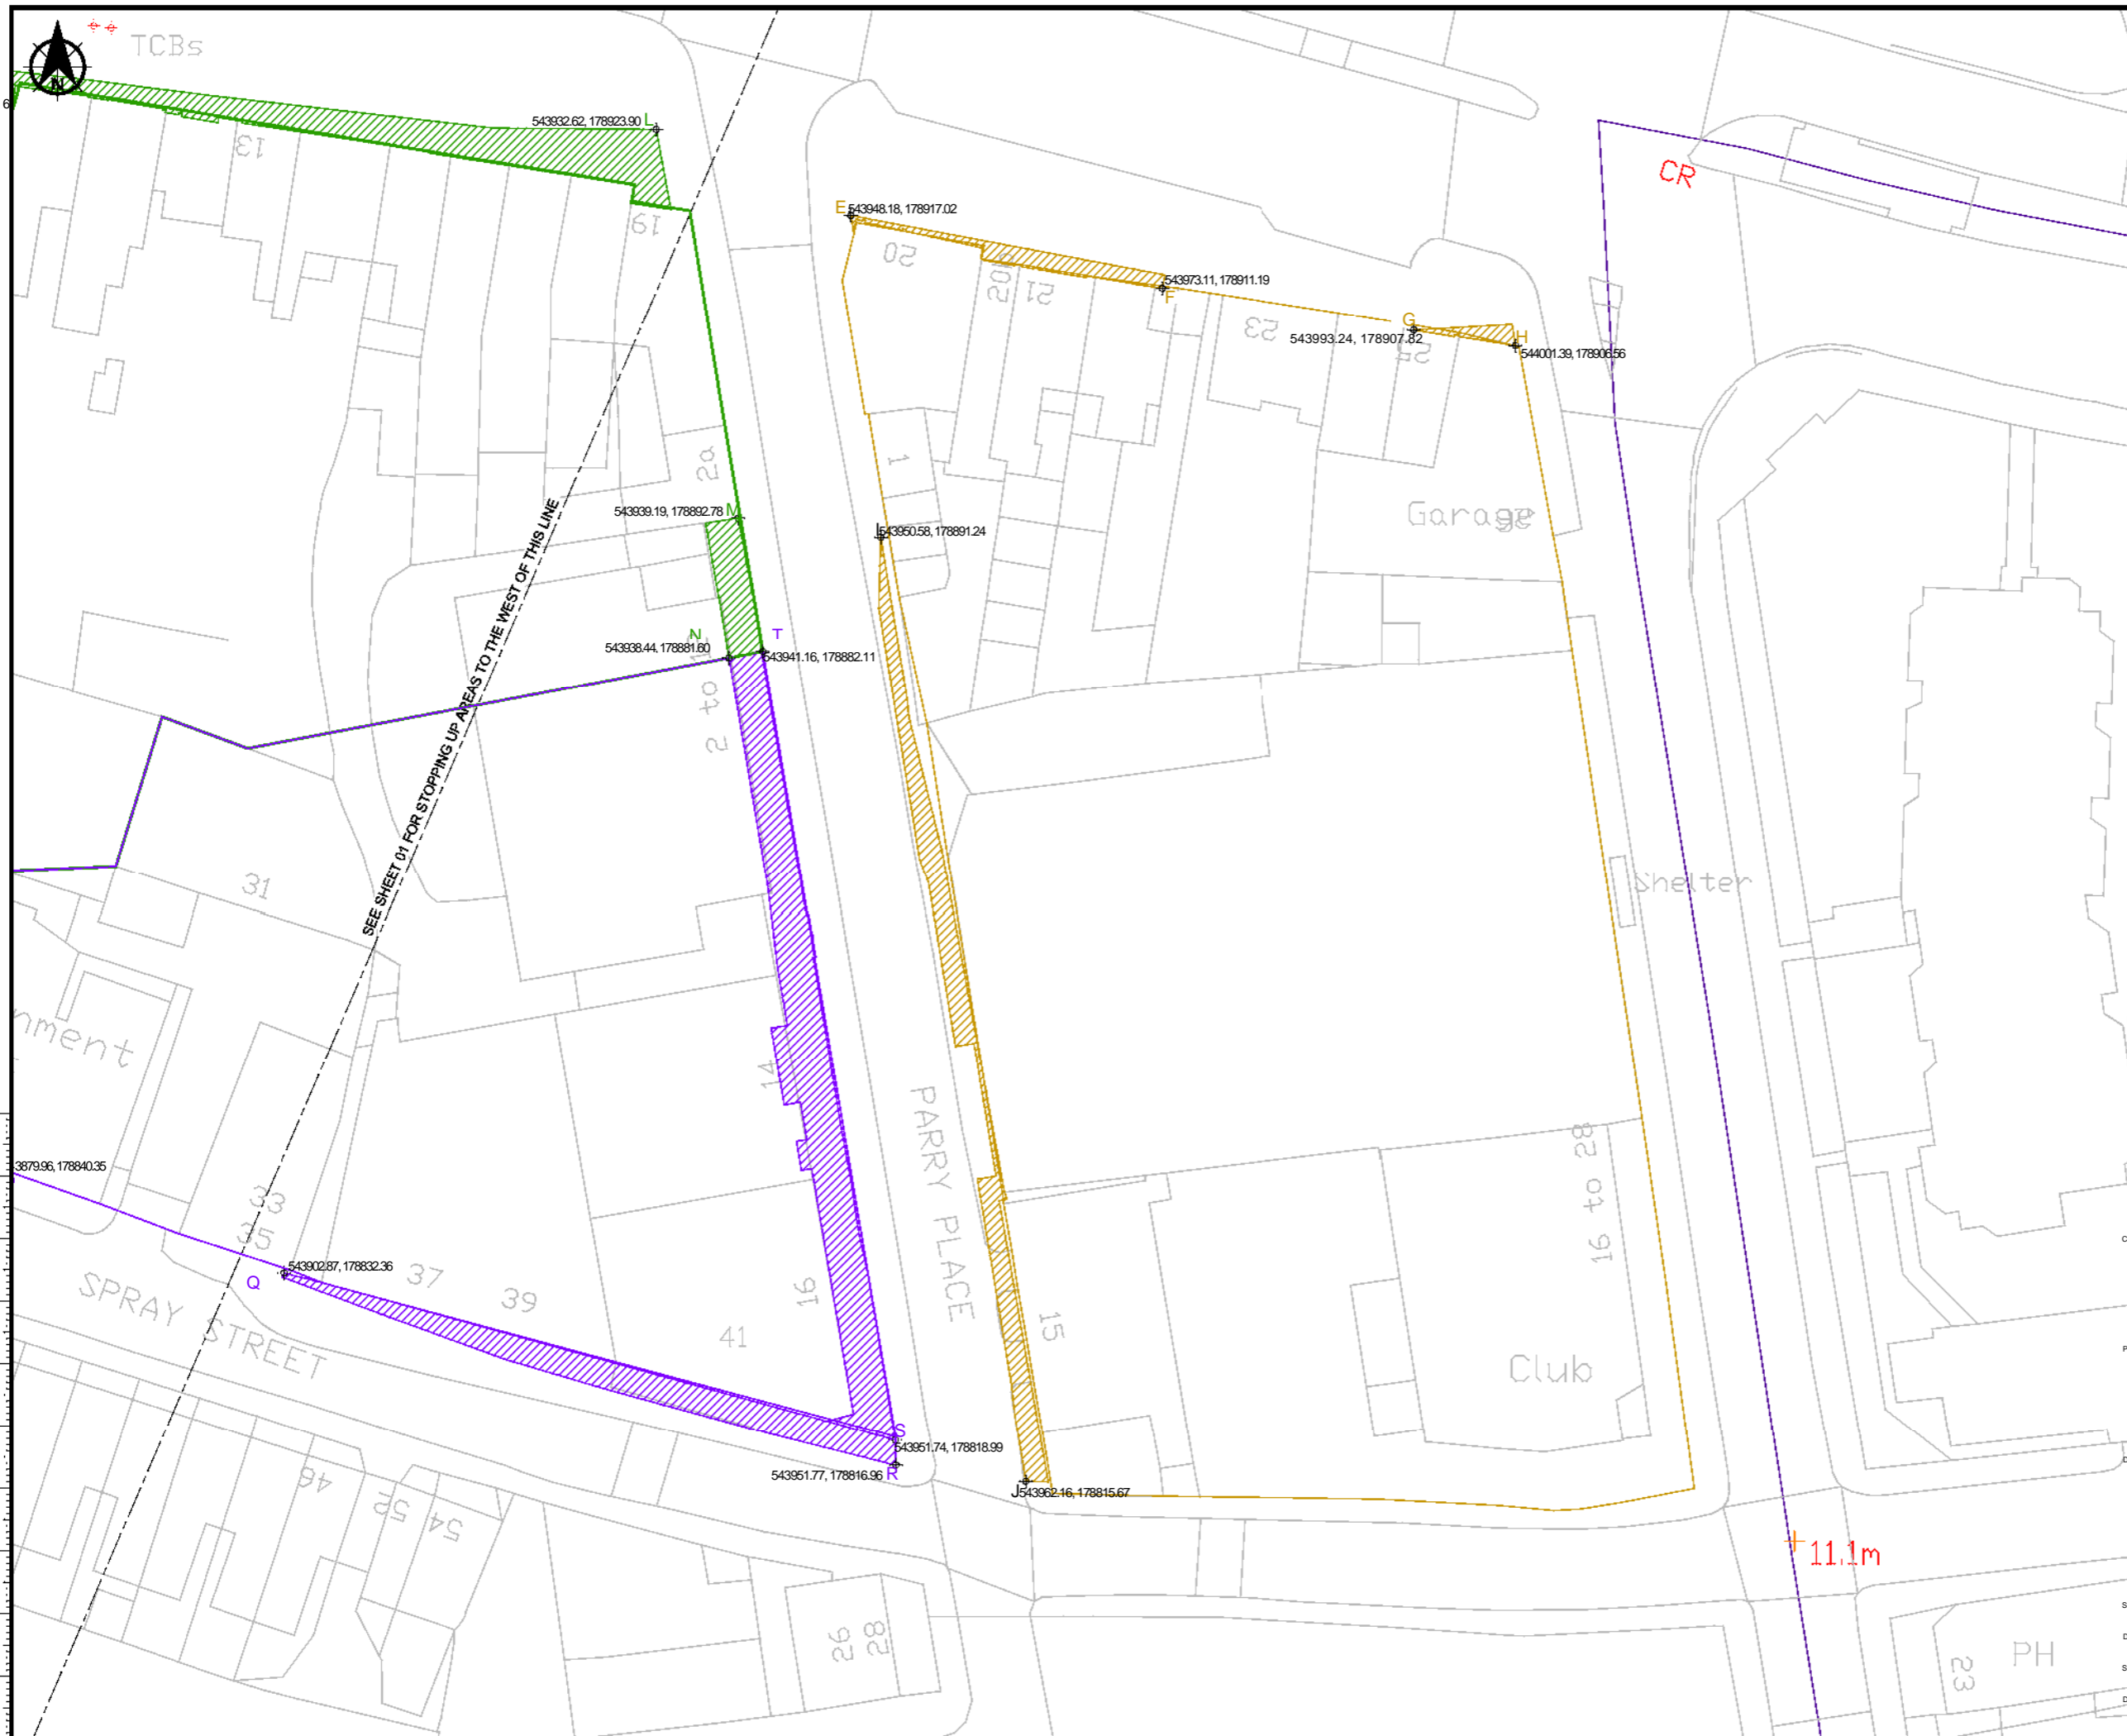 TCBs
N
6
543932.62, 178923.90 L
13
CR
E 543948.18, 178917.02
19
20
20a
21
543973.11, 178911.19
F
G
23
543993.24, 178907.82
25
H
544001.39, 178906.56
2a
1
543939.19, 178892.78 M
Garage
I
543950.58, 178891.24
SEE SHEET 01 FOR STOPPING UP AREAS TO THE WEST OF THIS LINE
N
T
543938.44, 178881.60
543941.16, 178882.11
2 to
31
Shelter
nment
14
PARRY PLACE
16 to 28
3879.96, 178840.35
33
35
543902.87, 178832.36
Q
37
39
16
41
15
SPRAY STREET
Club
S
543951.74, 178818.99
543951.77, 178816.96 R
J 543962.16, 178815.67
46
52
54
11.1m
26
28
23
PH